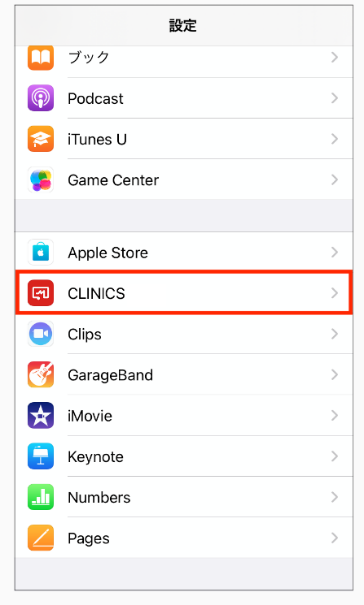 設定
ブック
Podcast
iTunes U
Game Center
Apple Store
CLINICS
Clips
GarageBand
iMovie
Keynote
Numbers
Pages